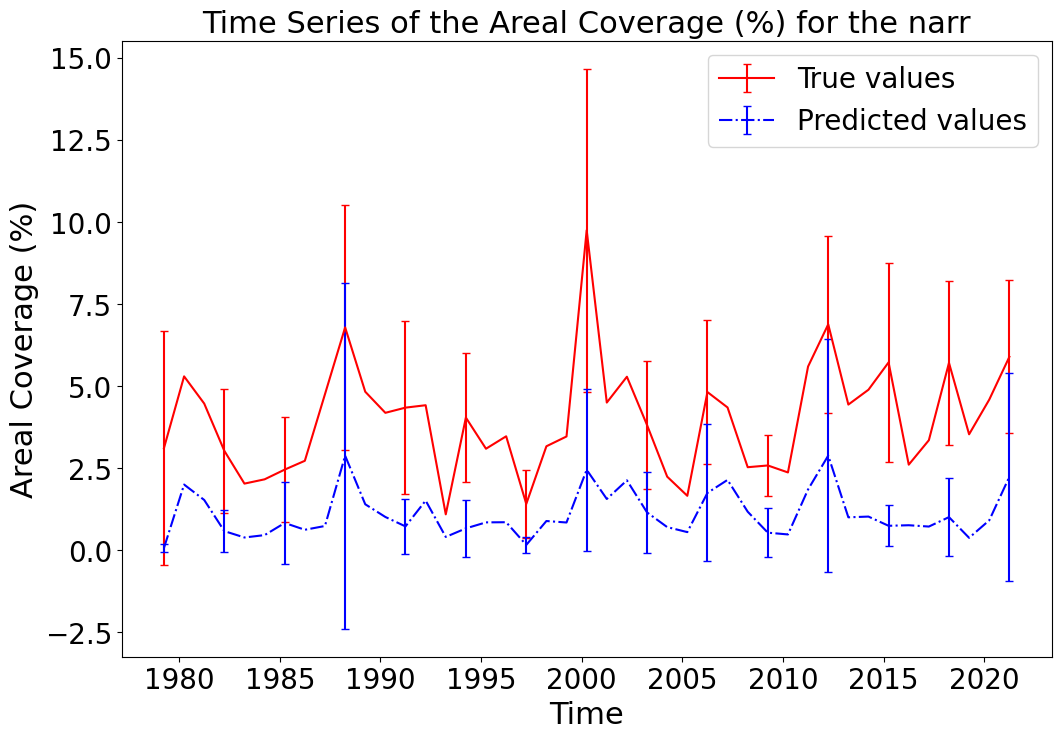 Time Series of the Areal Coverage (%) for the narr
True values
Predicted values
Areal Coverage (%)
15.0
12.5
10.0
7.5
5.0
2.5
0.0
−2.5
1980 1985 1990 1995 2000 2005 2010 2015 2020
Time